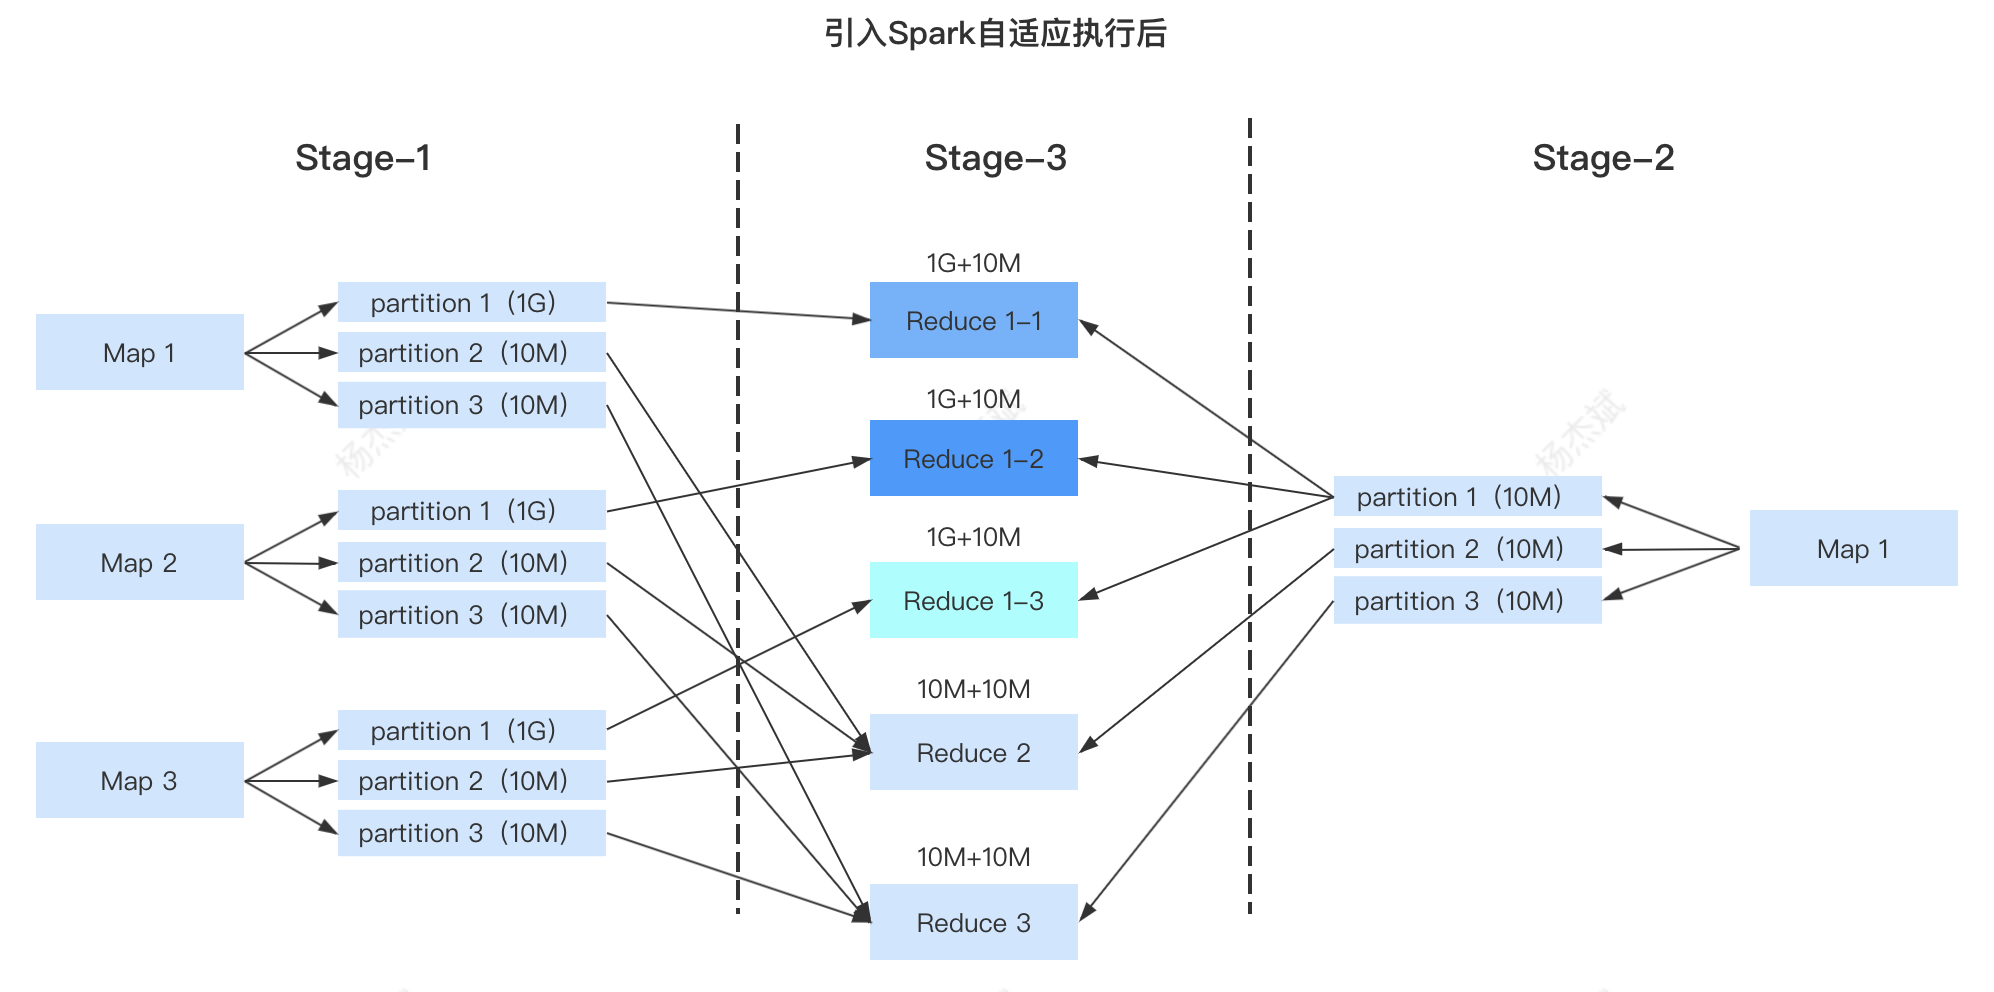 引入Spark自适应执行后
Stage-1
Stage-3
Stage-2
Map 1
partition 1（1G）
partition 2（10M）
partition 3（10M）
Map 2
partition 1（1G）
partition 2（10M）
partition 3（10M）
Map 3
partition 1（1G）
partition 2（10M）
partition 3（10M）
1G+10M
Reduce 1-1
1G+10M
Reduce 1-2
1G+10M
Reduce 1-3
10M+10M
Reduce 2
10M+10M
Reduce 3
partition 1（10M）
partition 2（10M）
partition 3（10M）
Map 1
杨杰斌